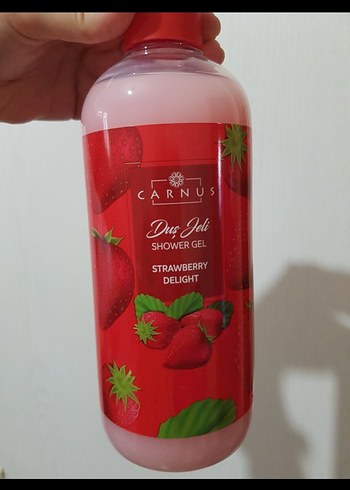 CARNUS
Duş Jeli
SHOWER GEL
STRAWBERRY
DELIGHT